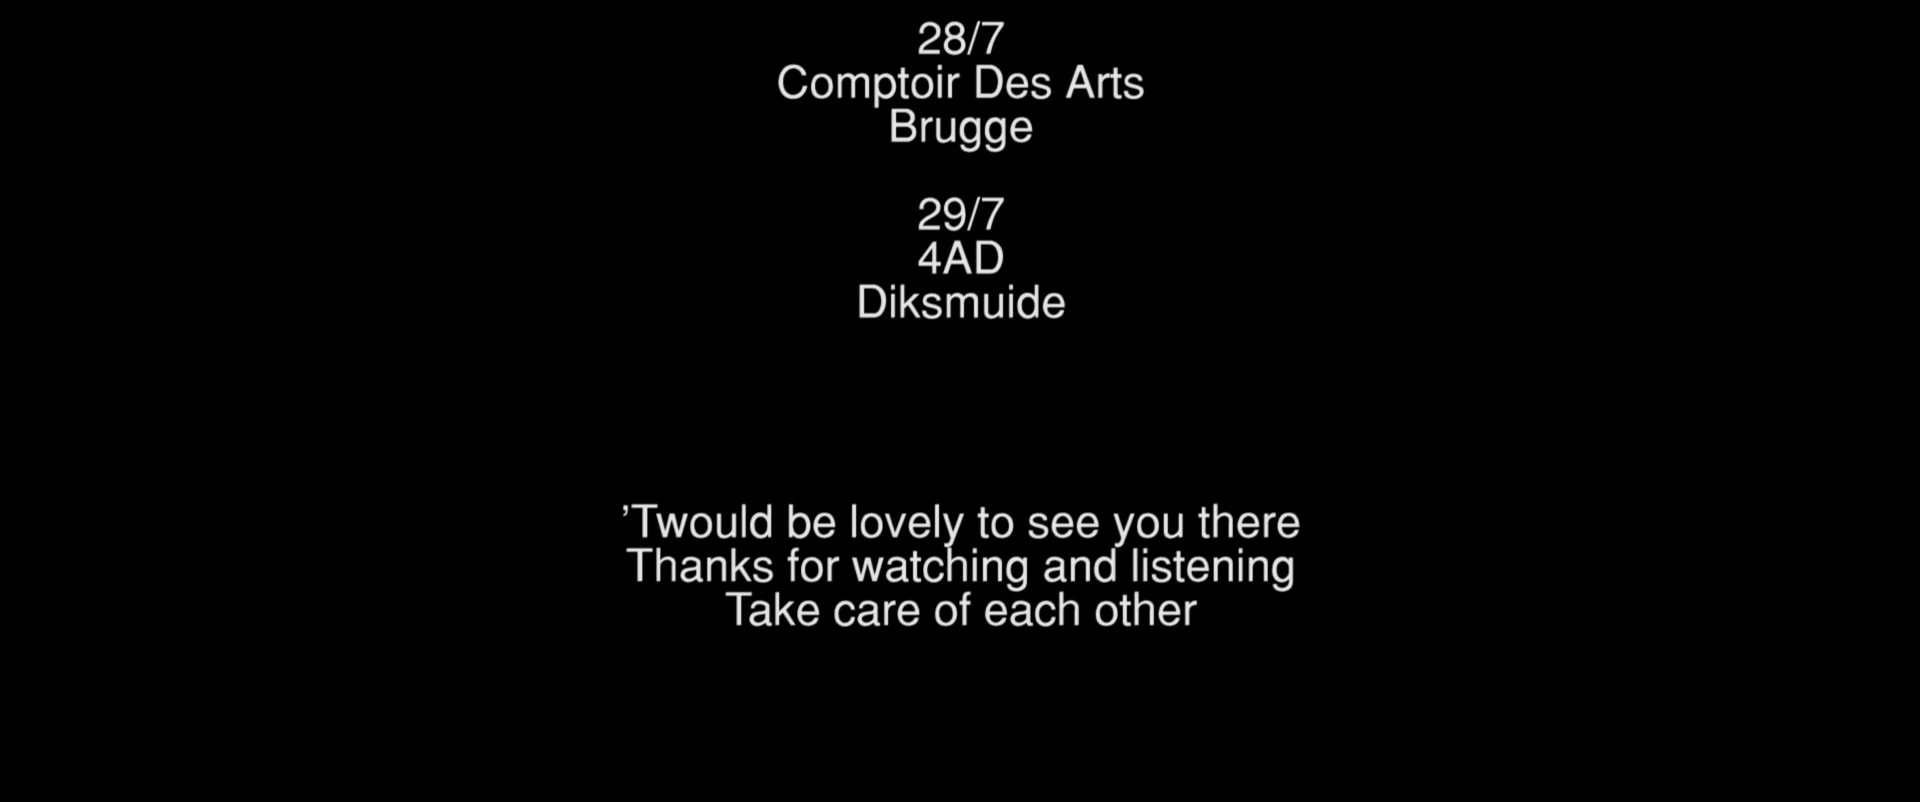 28/7
Comptoir Des Arts
Brugge
29/7
4AD
Diksmuide
’Twould be lovely to see you there
Thanks for watching and listening
Take care of each other